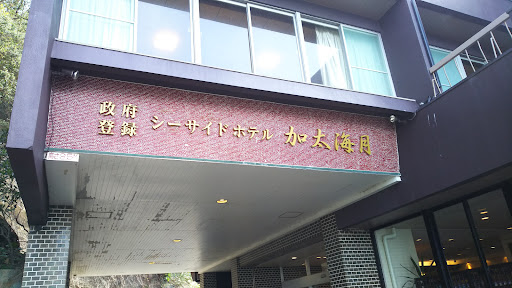 政府登録 シーサイドホテル 加太海月